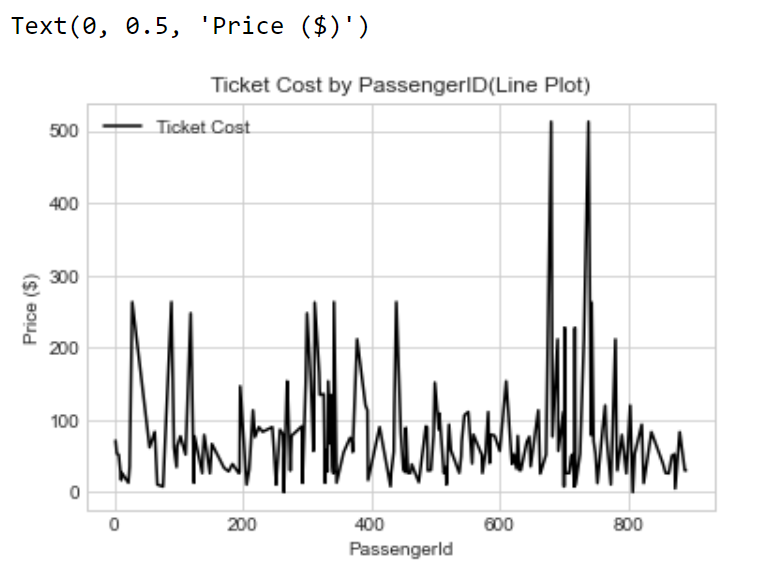 Text(0, 0.5, 'Price ($)')
Ticket Cost by PassengerID(Line Plot)
Ticket Cost
500
400
300
200
100
0
Price ($)
0 200 400 600 800
PassengerId